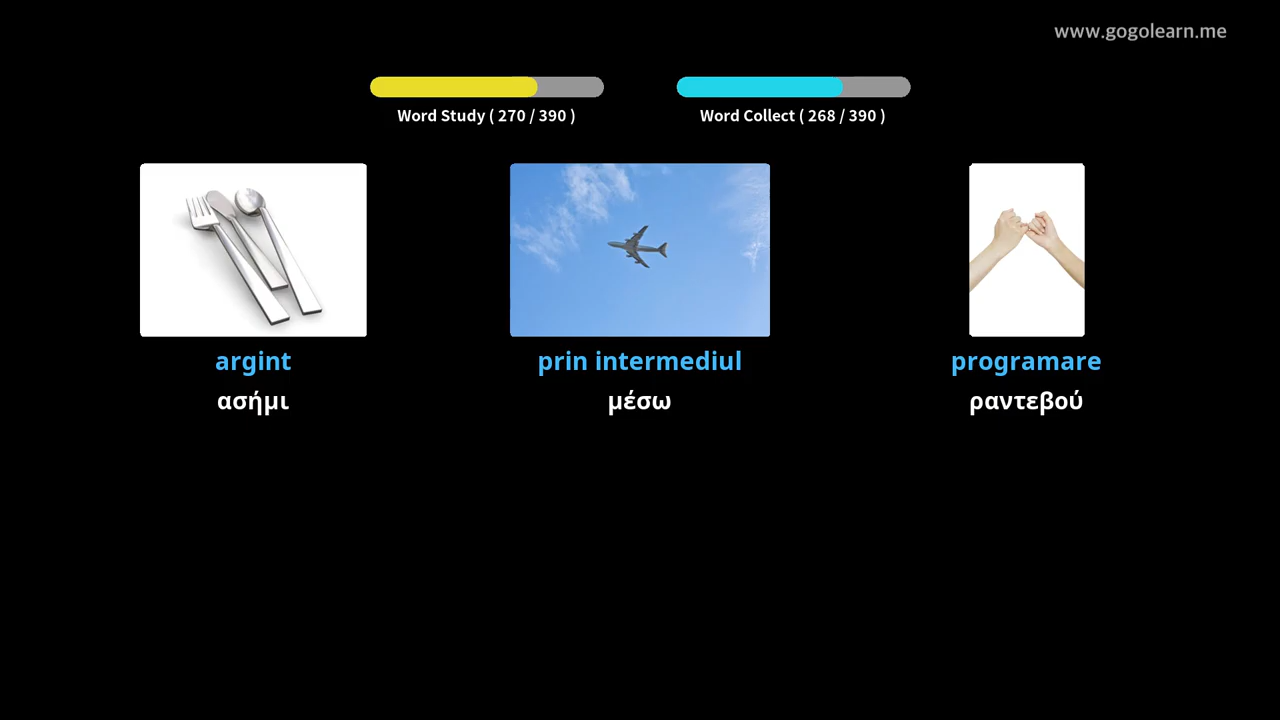 www.gogolearn.me
Word Study ( 270 / 390 )
Word Collect ( 268 / 390 )
argint
prin intermediul
programare
ασήμι
μέσω
ραντεβού